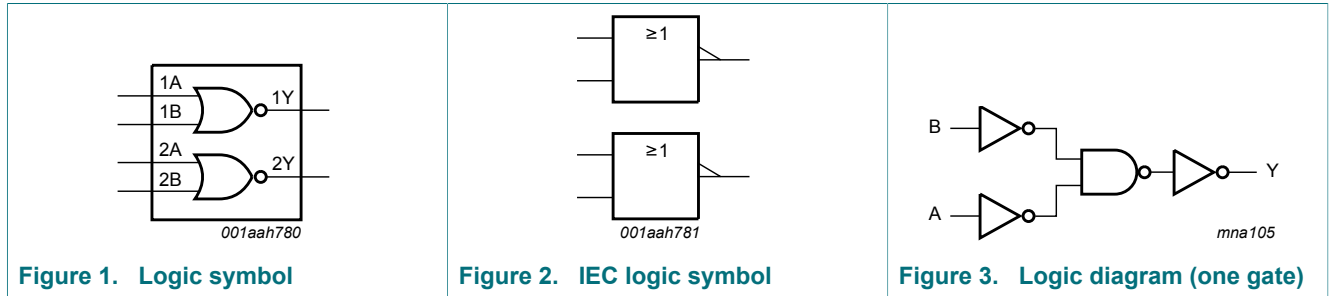 1A
1B
1Y
2A
2B
2Y
001aah780
Figure 1. Logic symbol
≥1
≥1
001aah781
Figure 2. IEC logic symbol
B
A
Y
mna105
Figure 3. Logic diagram (one gate)